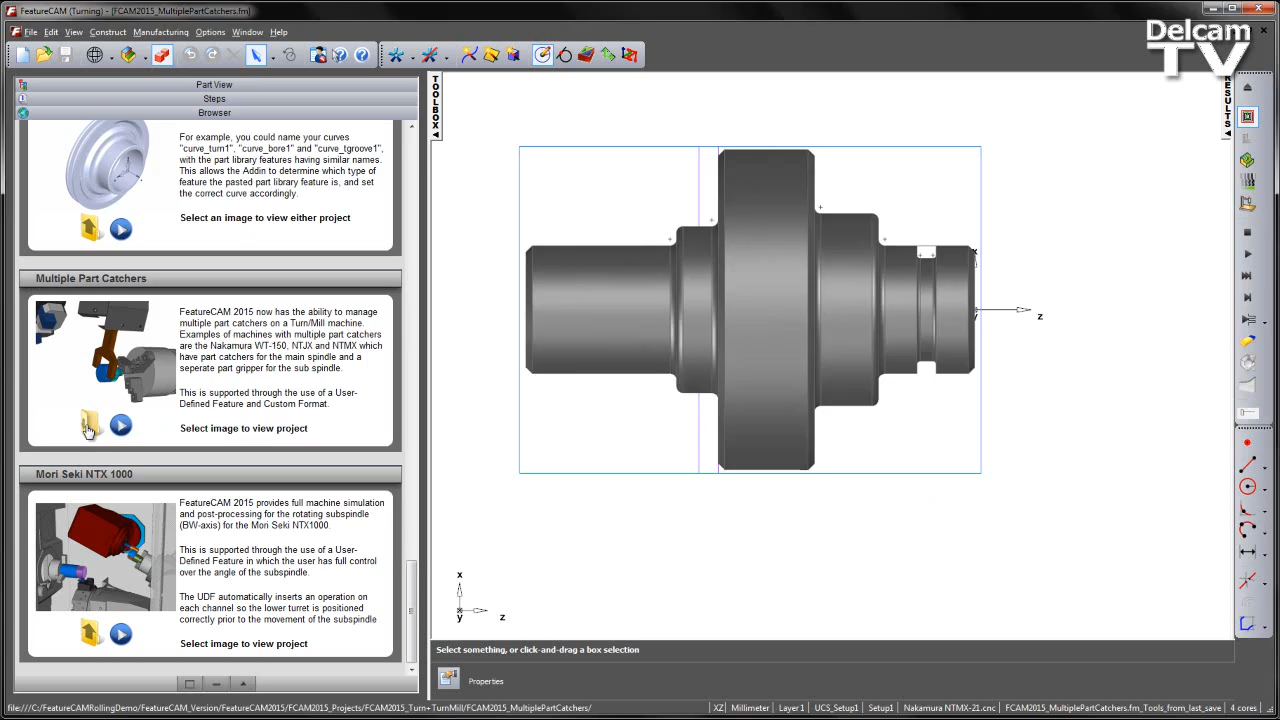 FeatureCAM (Turning) - [FCAM2015_MultiplePartCatchers.fm]
File Edit View Construct Manufacturing Options Window Help
Delcam
TV
Part View
Steps
Browser
TOOLBOX
RESULTS
For example, you could name your curves
"curve_turn1", "curve_bore1" and "curve_tgroove1",
with the part library features having similar names.
This allows the Addin to determine which type of
feature the pasted part library feature is, and set
the correct curve accordingly.
Select an image to view either project
Multiple Part Catchers
FeatureCAM 2015 now has the ability to manage
multiple part catchers on a Turn/Mill machine.
Examples of machines with multiple part catchers
are the Nakamura WT-150, NTJX and NTMX which
have part catchers for the main spindle and a
seperate part gripper for the sub spindle.
This is supported through the use of a User-
Defined Feature and Custom Format.
Select image to view project
Mori Seki NTX 1000
FeatureCAM 2015 provides full machine simulation
and post-processing for the rotating subspindle
(BW-axis) for the Mori Seki NTX1000.
This is supported through the use of a User-
Defined Feature in which the user has full control
over the angle of the subspindle.
The UDF automatically inserts an operation on
each channel so the lower turret is positioned
correctly prior to the movement of the subspindle
Select image to view project
x
y
z
x
y
z
Select something, or click-and-drag a box selection
Properties
file:///C:/FeatureCAMRollingDemo/FeatureCAM_Version/FeatureCAM2015/FCAM2015_Projects/FCAM2015_Turn+TurnMill/FCAM2015_MultiplePartCatchers/
XZ Millimeter Layer1 UCS_Setup1 Setup1 Nakamura NTMX-21.cnc FCAM2015_MultiplePartCatchers.fm_Tools_from_last_save 4 cores